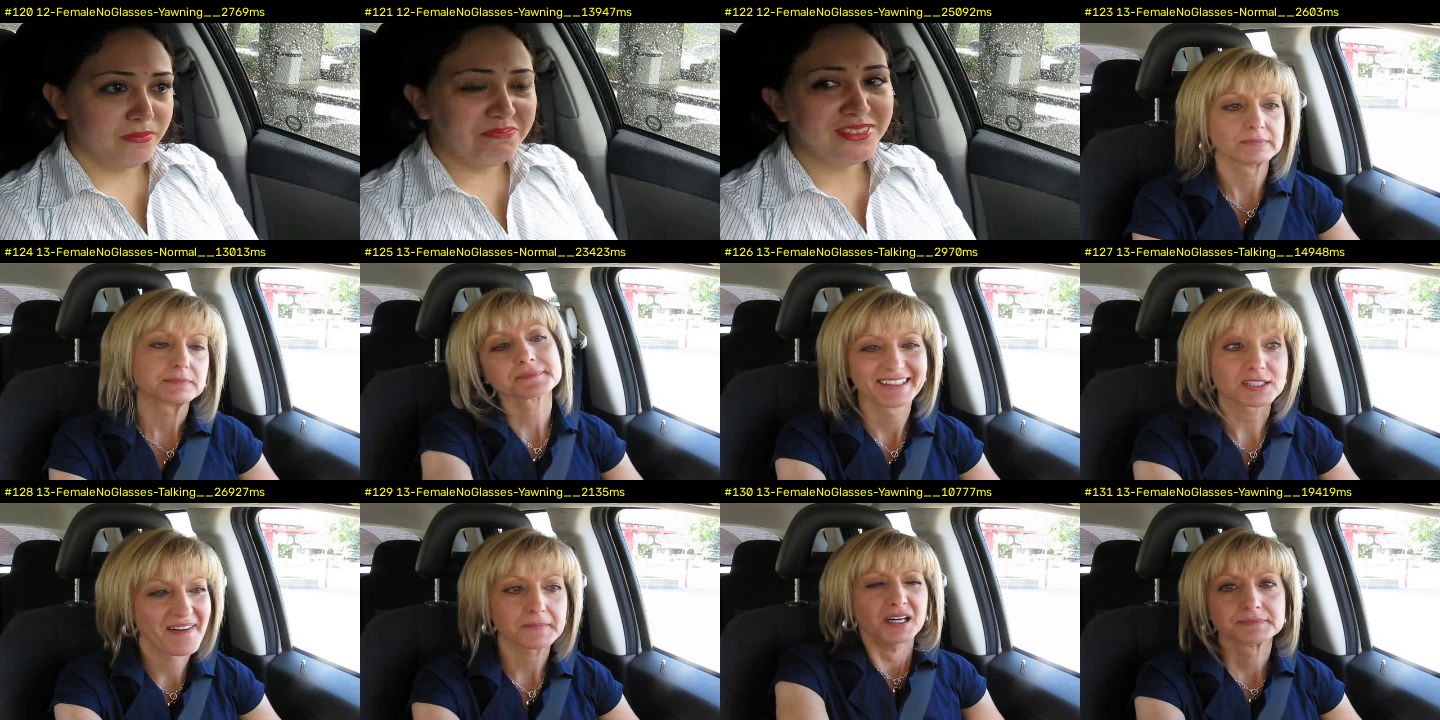 #120 12-FemaleNoGlasses-Yawning__2769ms
#121 12-FemaleNoGlasses-Yawning__13947ms
#122 12-FemaleNoGlasses-Yawning__25092ms
#123 13-FemaleNoGlasses-Normal__2603ms
#124 13-FemaleNoGlasses-Normal__13013ms
#125 13-FemaleNoGlasses-Normal__23423ms
#126 13-FemaleNoGlasses-Talking__2970ms
#127 13-FemaleNoGlasses-Talking__14948ms
#128 13-FemaleNoGlasses-Talking__26927ms
#129 13-FemaleNoGlasses-Yawning__2135ms
#130 13-FemaleNoGlasses-Yawning__10777ms
#131 13-FemaleNoGlasses-Yawning__19419ms